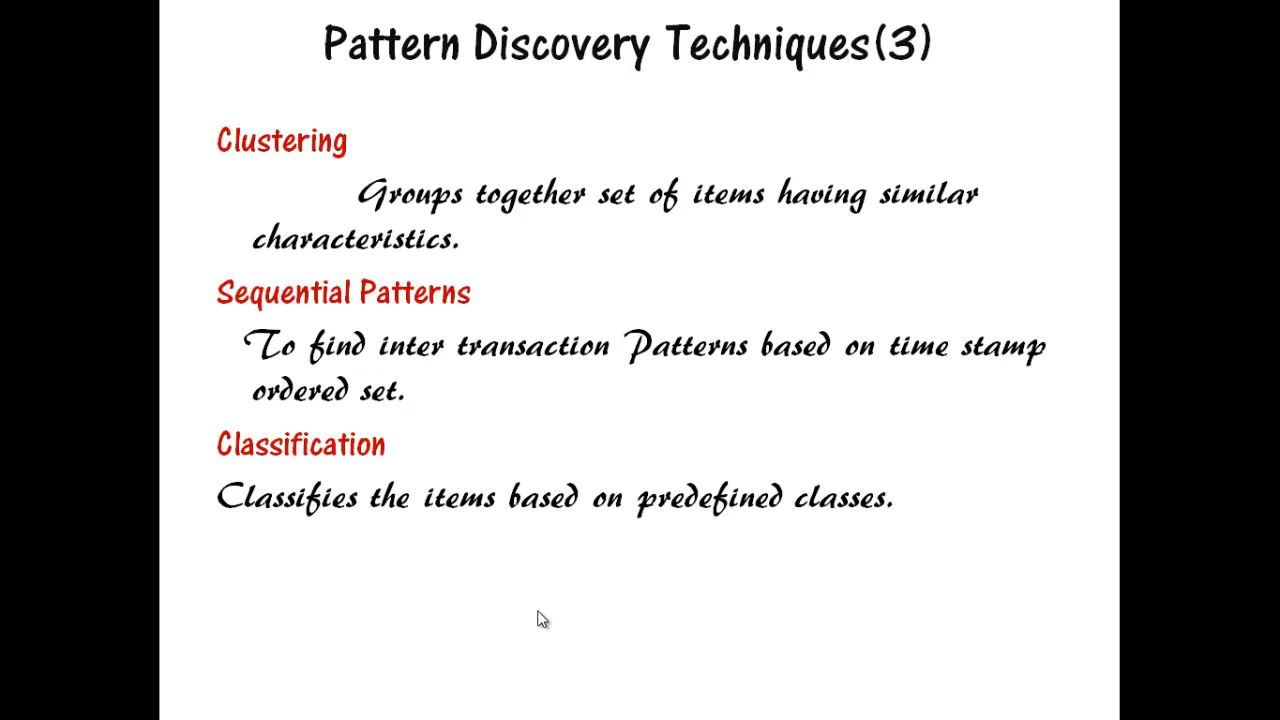 Pattern Discovery Techniques(3)
Clustering
Groups together set of items having similar
characteristics.
Sequential Patterns
To find inter transaction Patterns based on time stamp
ordered set.
Classification
Classifies the items based on predefined classes.